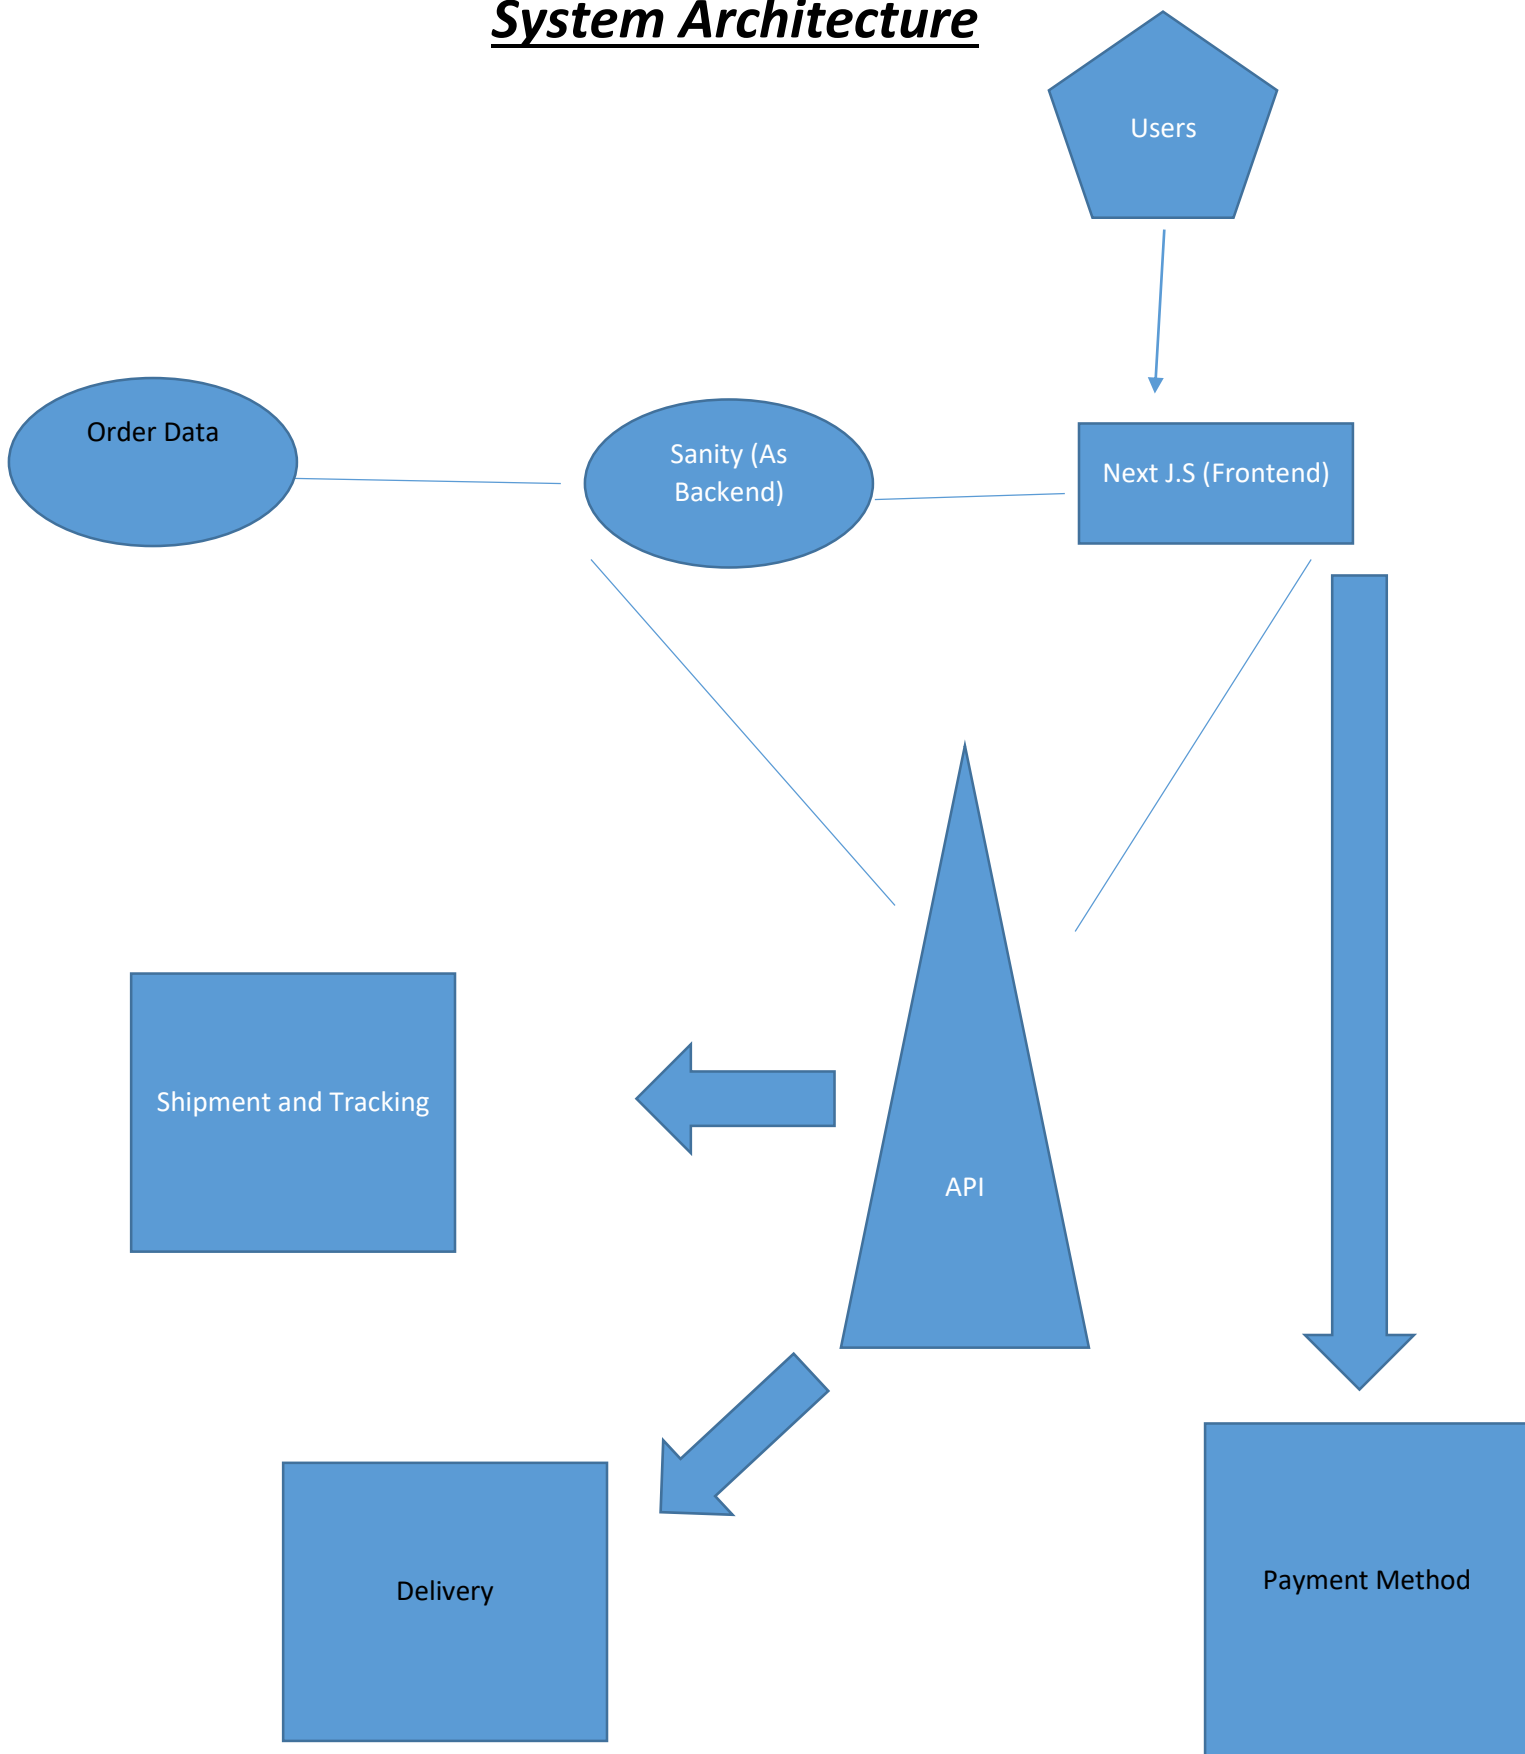 System Architecture
Users
Order Data
Sanity (As
Backend)
Next J.S (Frontend)
Shipment and Tracking
API
Delivery
Payment Method